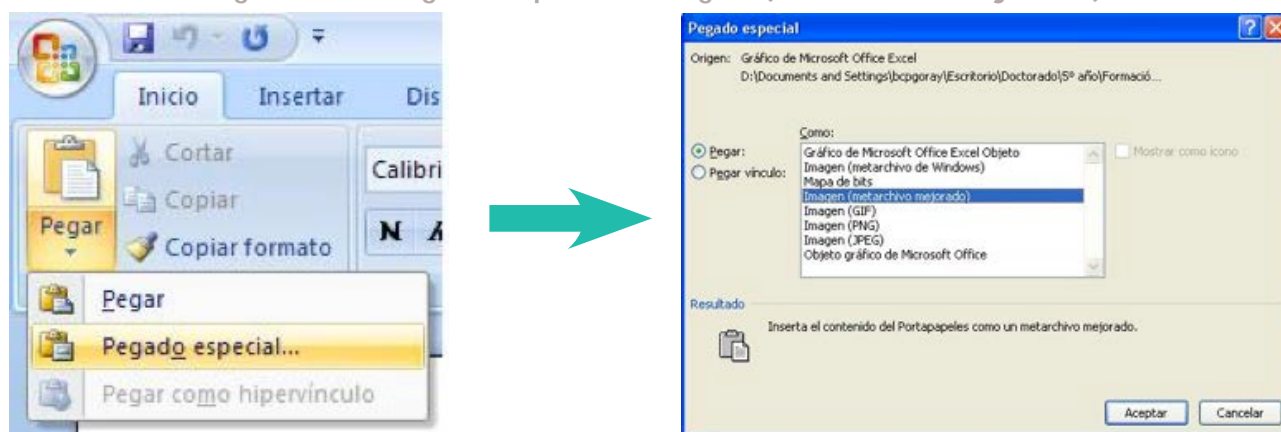 Inicio Insertar Dis
Cortar
Copiar
Copiar formato
Pegar
Calibri
N
Pegar
Pegado especial...
Pegar como hipervínculo
Pegado especial
Origen: Gráfico de Microsoft Office Excel
D:\Documents and Settings\bcpgoray\Escritorio\Doctorado\5º año\Formació...
Como:
Pegar:
Pegar vínculo:
Gráfico de Microsoft Office Excel Objeto
Imagen (metarchivo de Windows)
Mapa de bits
Imagen (metarchivo mejorado)
Imagen (GIF)
Imagen (PNG)
Imagen (JPEG)
Objeto gráfico de Microsoft Office
Mostrar como icono
Resultado
Inserta el contenido del Portapapeles como un metarchivo mejorado.
Aceptar Cancelar